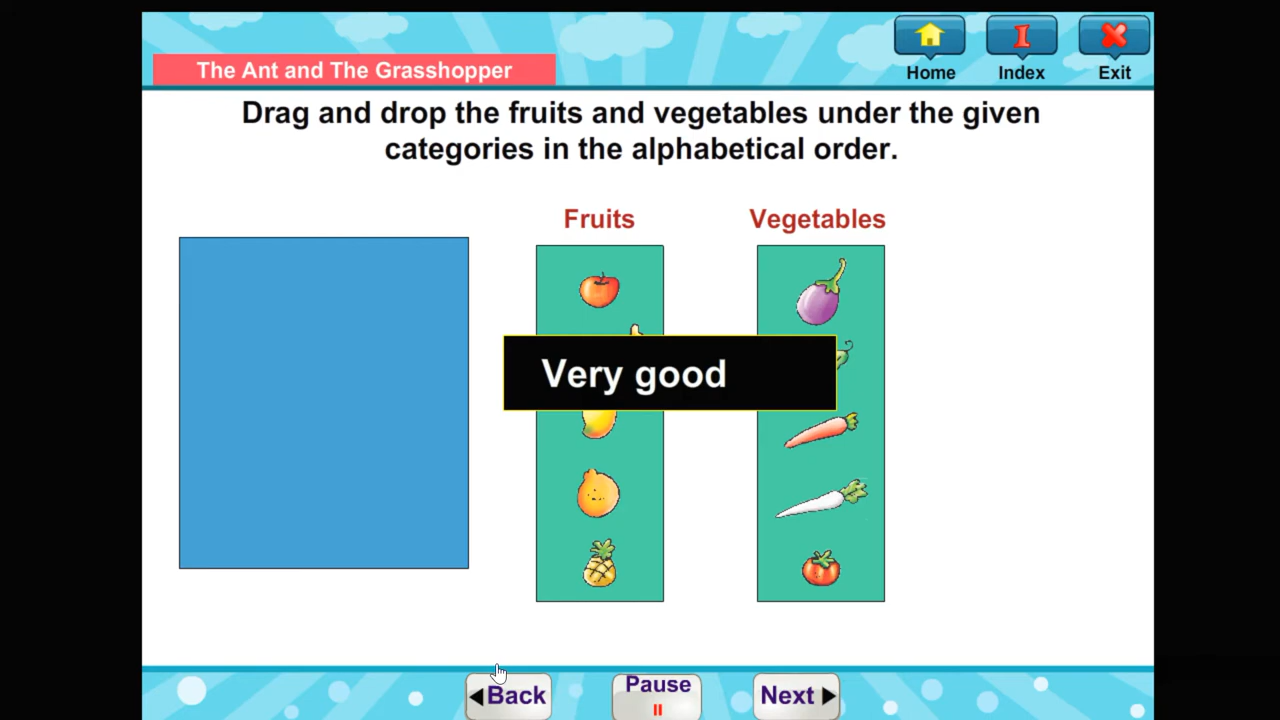 The Ant and The Grasshopper
Home
Index
Exit
Drag and drop the fruits and vegetables under the given
categories in the alphabetical order.
Fruits
Vegetables
Very good
Back
Pause
Next